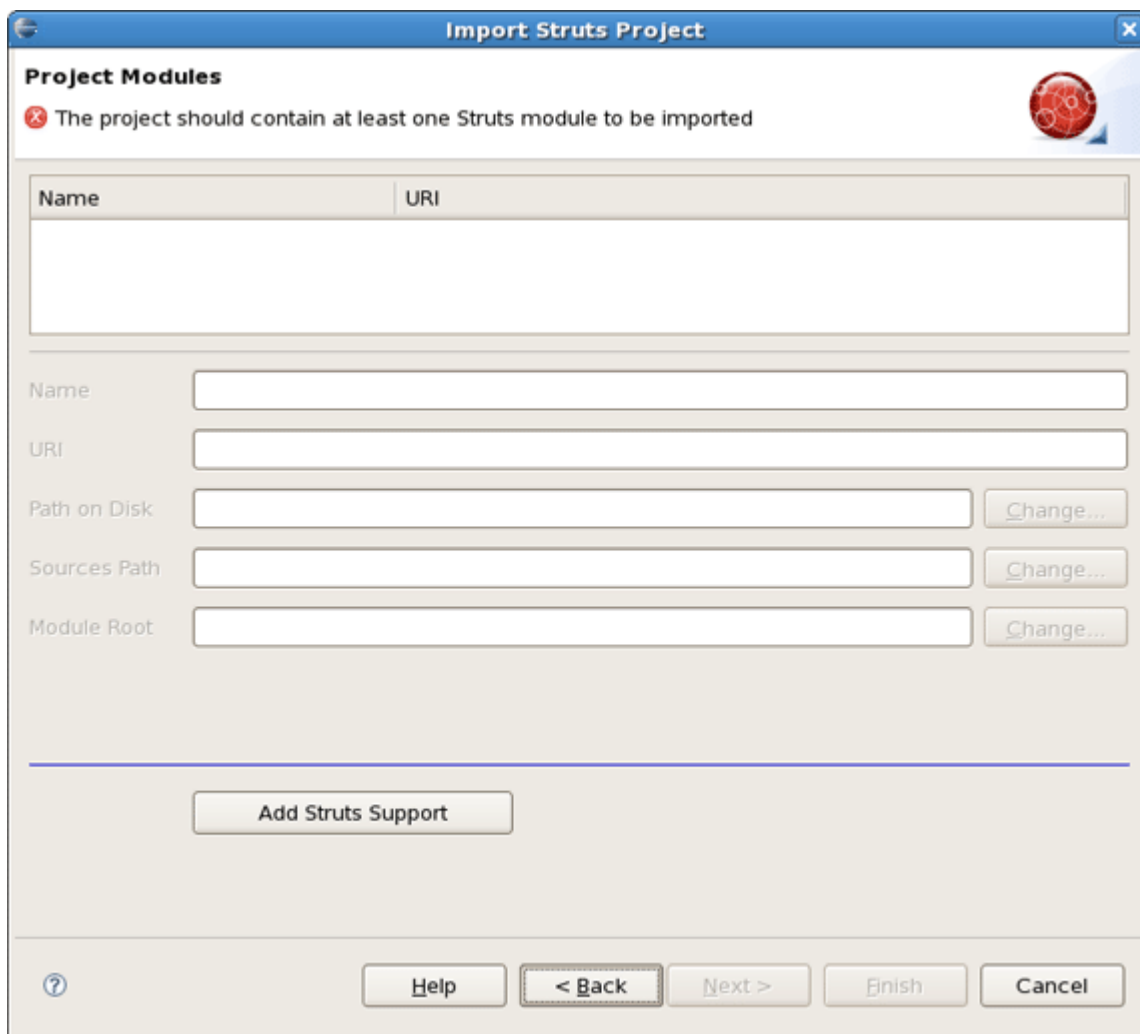 Import Struts Project
Project Modules
The project should contain at least one Struts module to be imported
Name URI
Name
URI
Path on Disk Change...
Sources Path Change...
Module Root Change...
Add Struts Support
? Help < Back Next > Finish Cancel